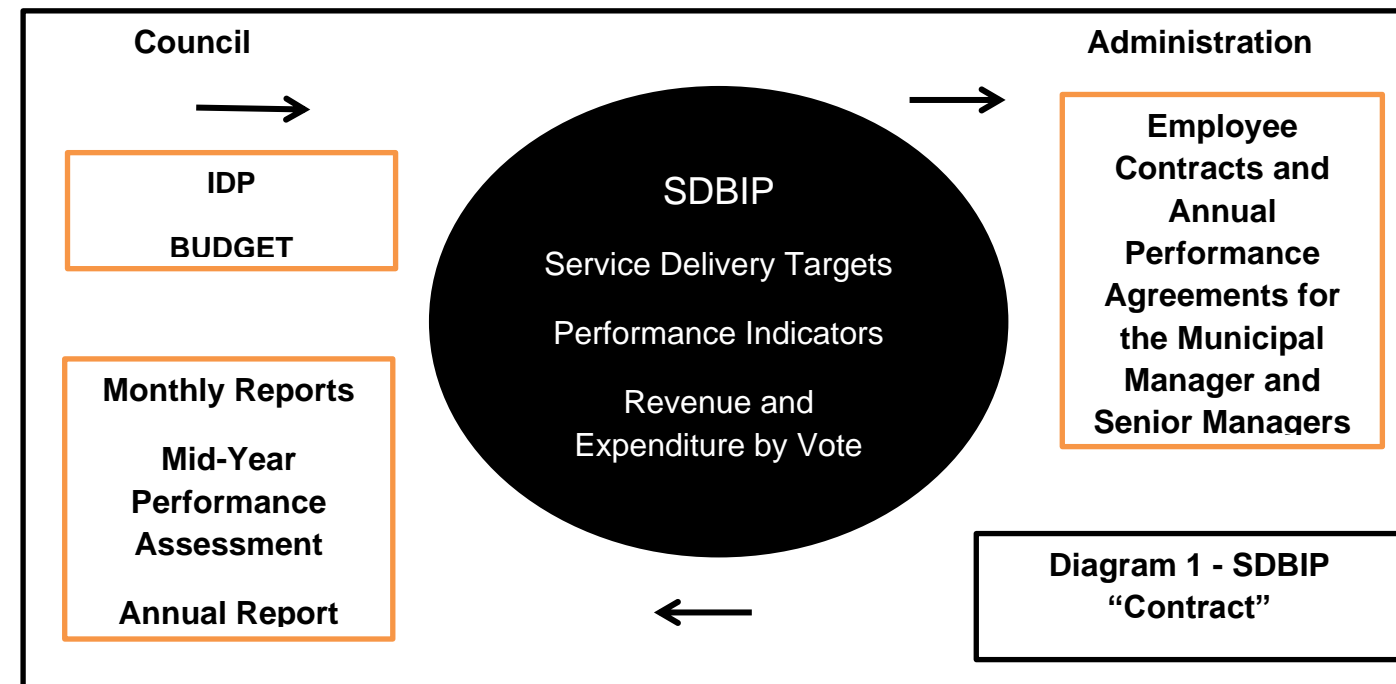 Council
Administration
IDP
BUDGET
Monthly Reports
Mid-Year
Performance
Assessment
Annual Report
SDBIP
Service Delivery Targets
Performance Indicators
Revenue and
Expenditure by Vote
Employee
Contracts and
Annual
Performance
Agreements for
the Municipal
Manager and
Senior Managers
Diagram 1 - SDBIP
“Contract”